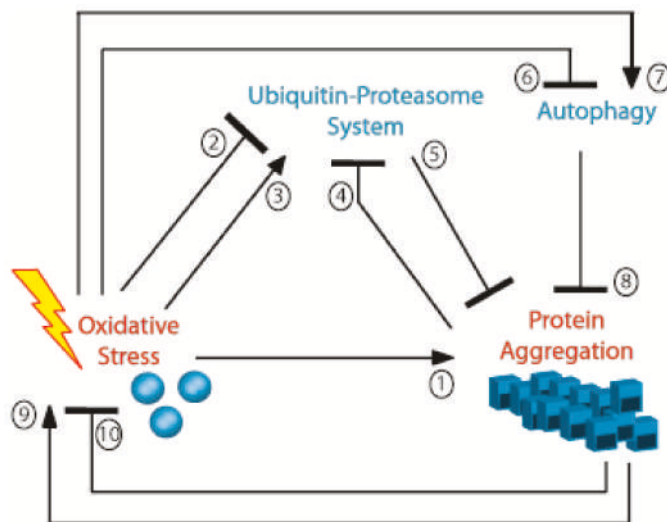 ⑥
⑦
Ubiquitin-Proteasome
System
Autophagy
②
⑤
③
④
⑧
Oxidative
Stress
Protein
Aggregation
①
⑨
⑩